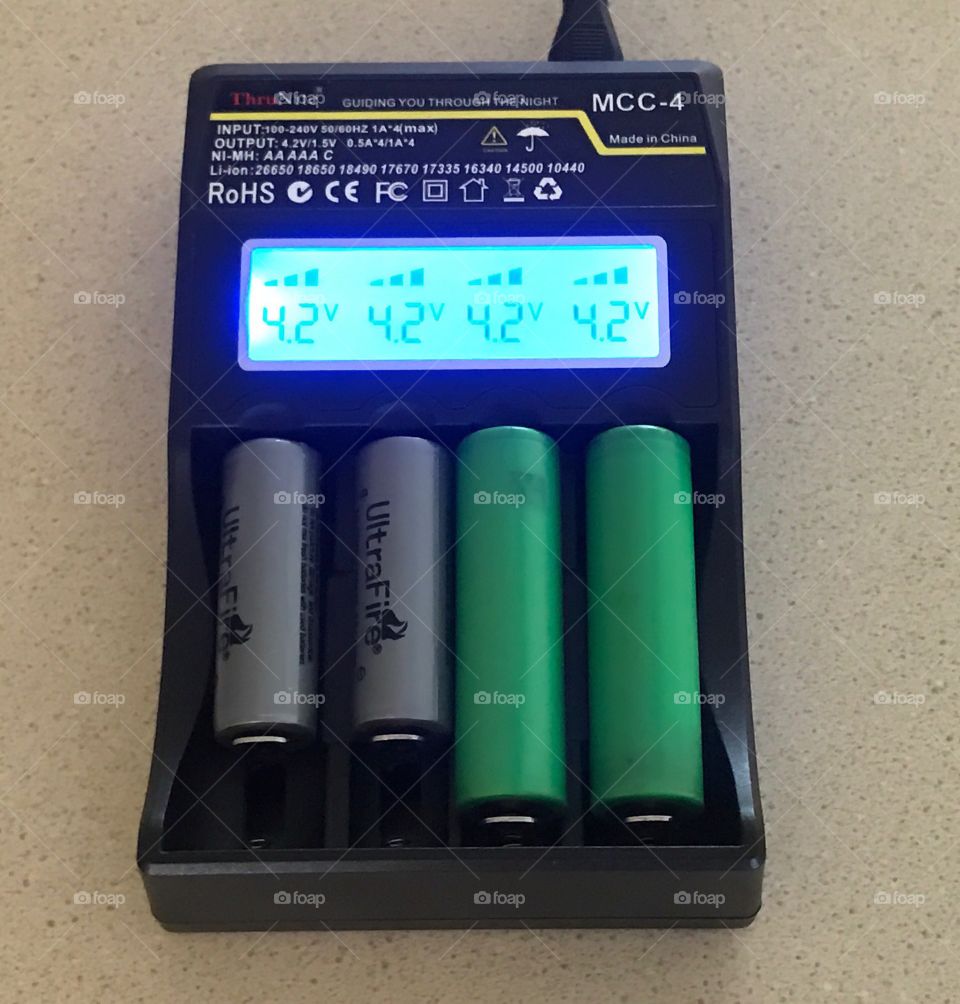 ThruNite
GUIDING YOU THROUGH THE NIGHT
MCC-4
INPUT:100-240V 50/60HZ 1A*4(max)
OUTPUT: 4.2V/1.5V 0.5A*4/1A*4
NI-MH: AA AAA C
Made in China
Li-ion:26650 18650 18490 17670 17335 16340 14500 10440
RoHS CE FC
4.2V 4.2V 4.2V 4.2V
UltraFire®
UltraFire®
foap